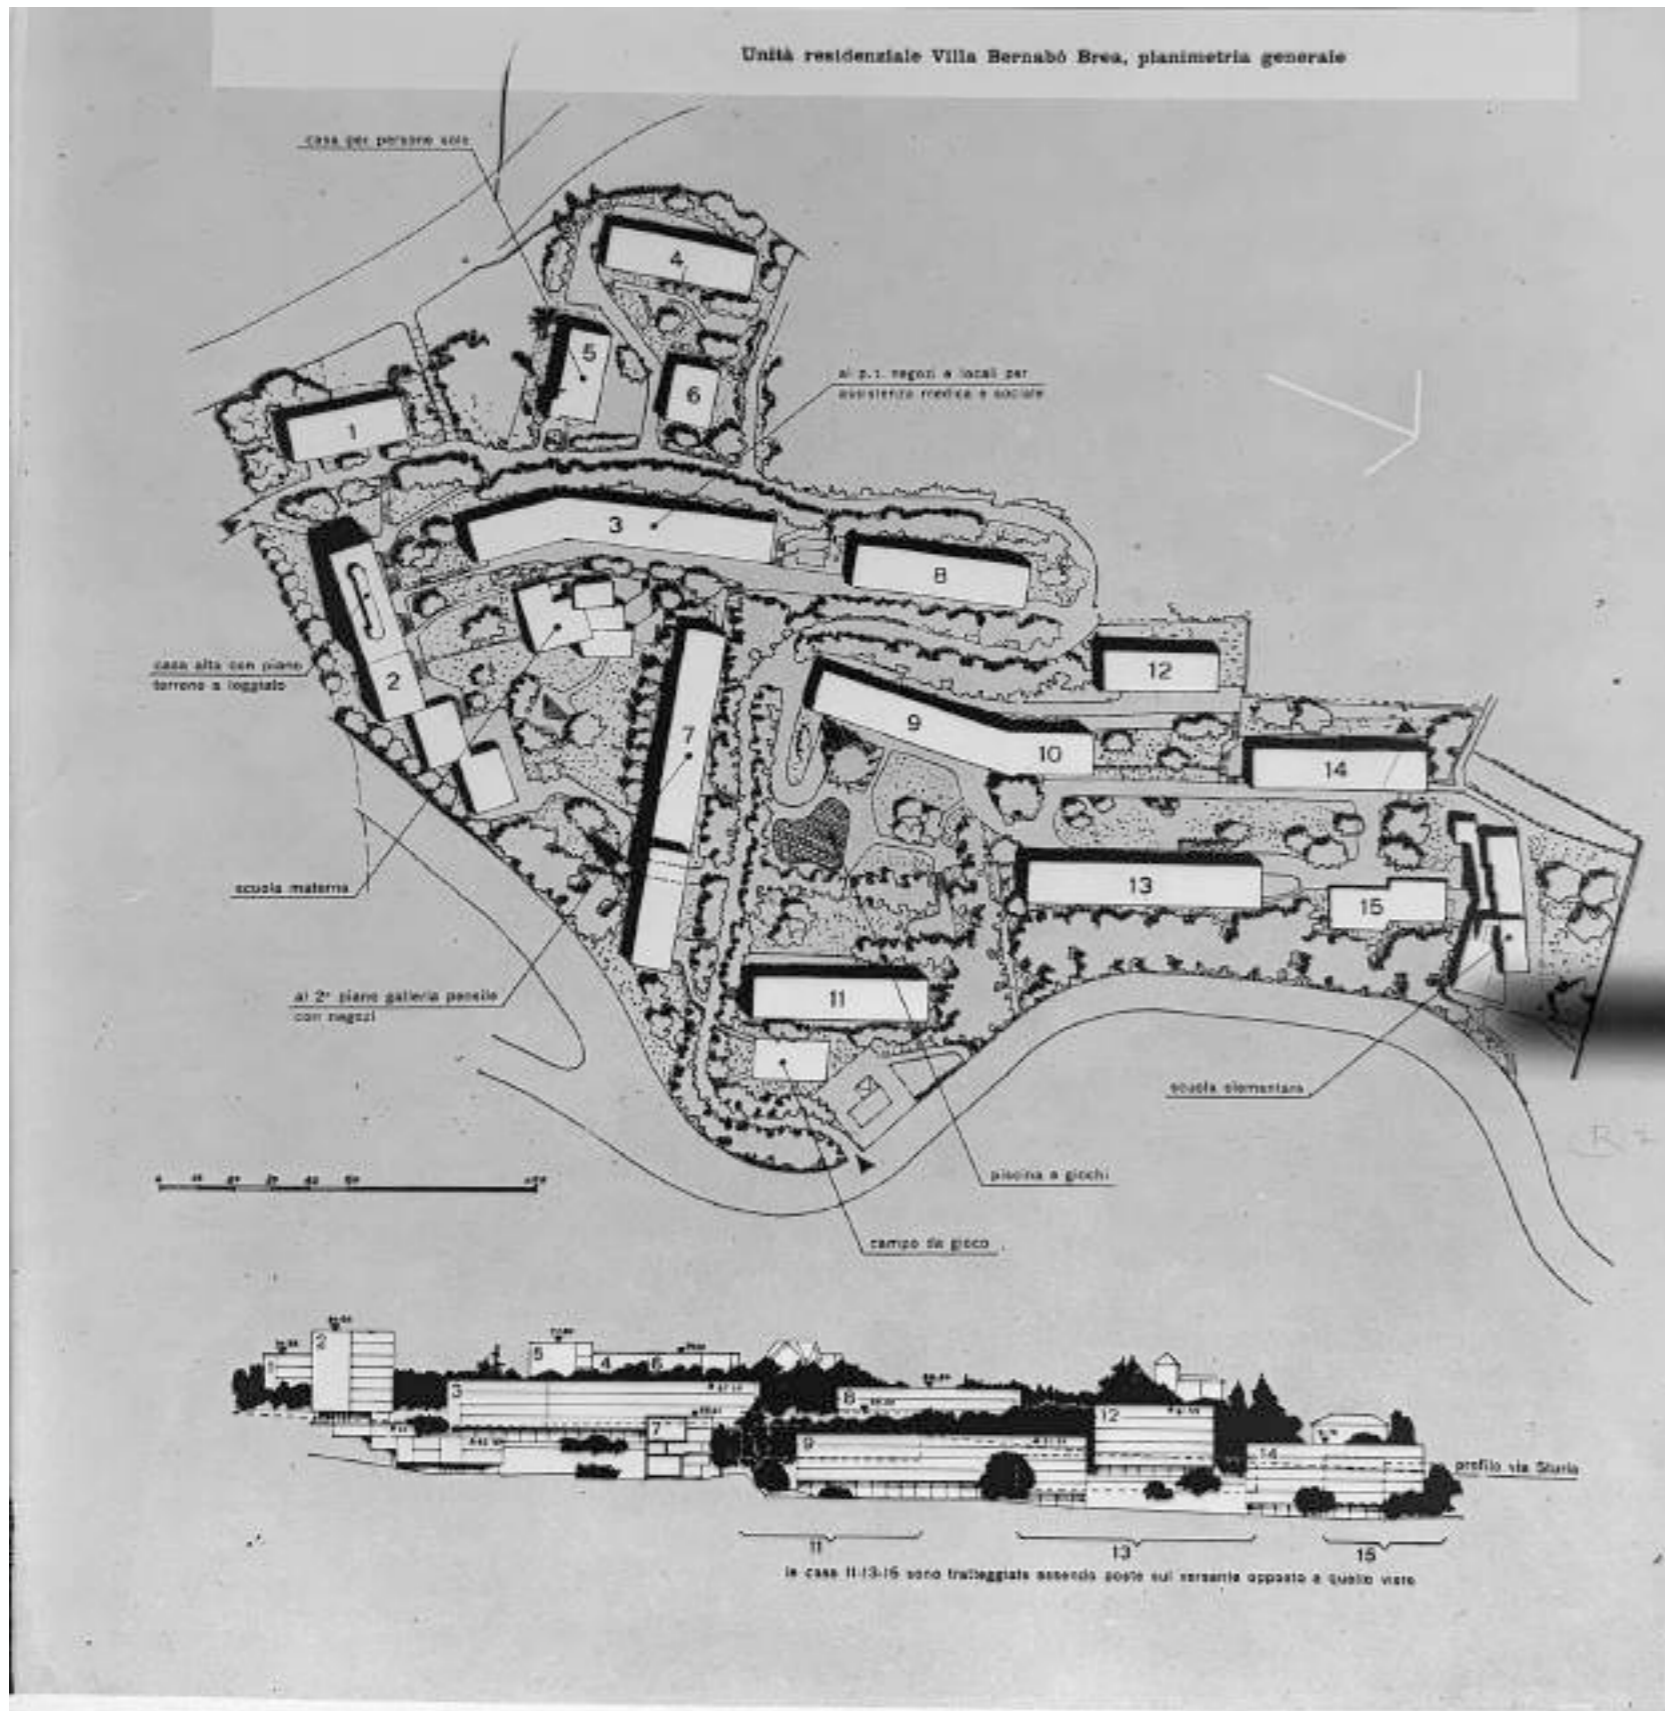 Unità residenziale Villa Bernabò Brea, planimetria generale
casa per persone sole
4
5
al p.t. negozi e locali per
assistenza medica e sociale
6
1
3
8
casa alta con piano
terreno a loggiato
2
12
7
9
10
14
13
scuola materna
15
al 2° piano galleria pensile
con negozi
11
scuola elementare
piscina e giochi
campo da gioco
2
1
5
4
6
3
8
7
9
12
14
profilo via Sturla
11
13
15
le case 11-13-15 sono tratteggiate essendo poste sul versante opposto a quello visto